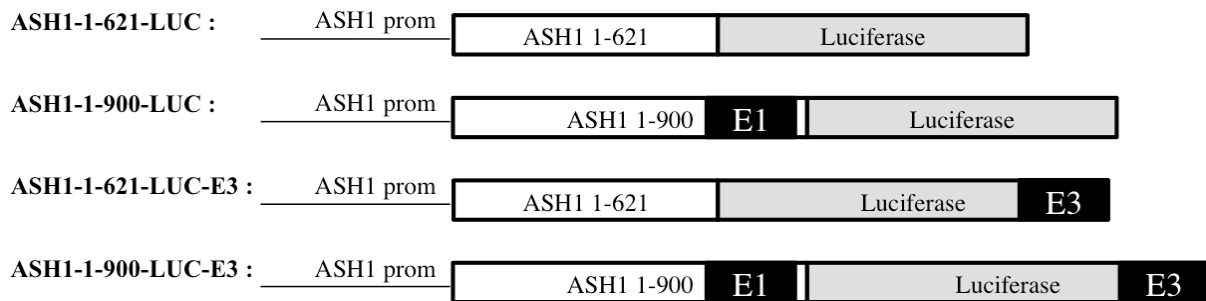 ASH1-1-621-LUC : ASH1 prom ASH1 1-621 Luciferase
ASH1-1-900-LUC : ASH1 prom ASH1 1-900 E1 Luciferase
ASH1-1-621-LUC-E3 : ASH1 prom ASH1 1-621 Luciferase E3
ASH1-1-900-LUC-E3 : ASH1 prom ASH1 1-900 E1 Luciferase E3